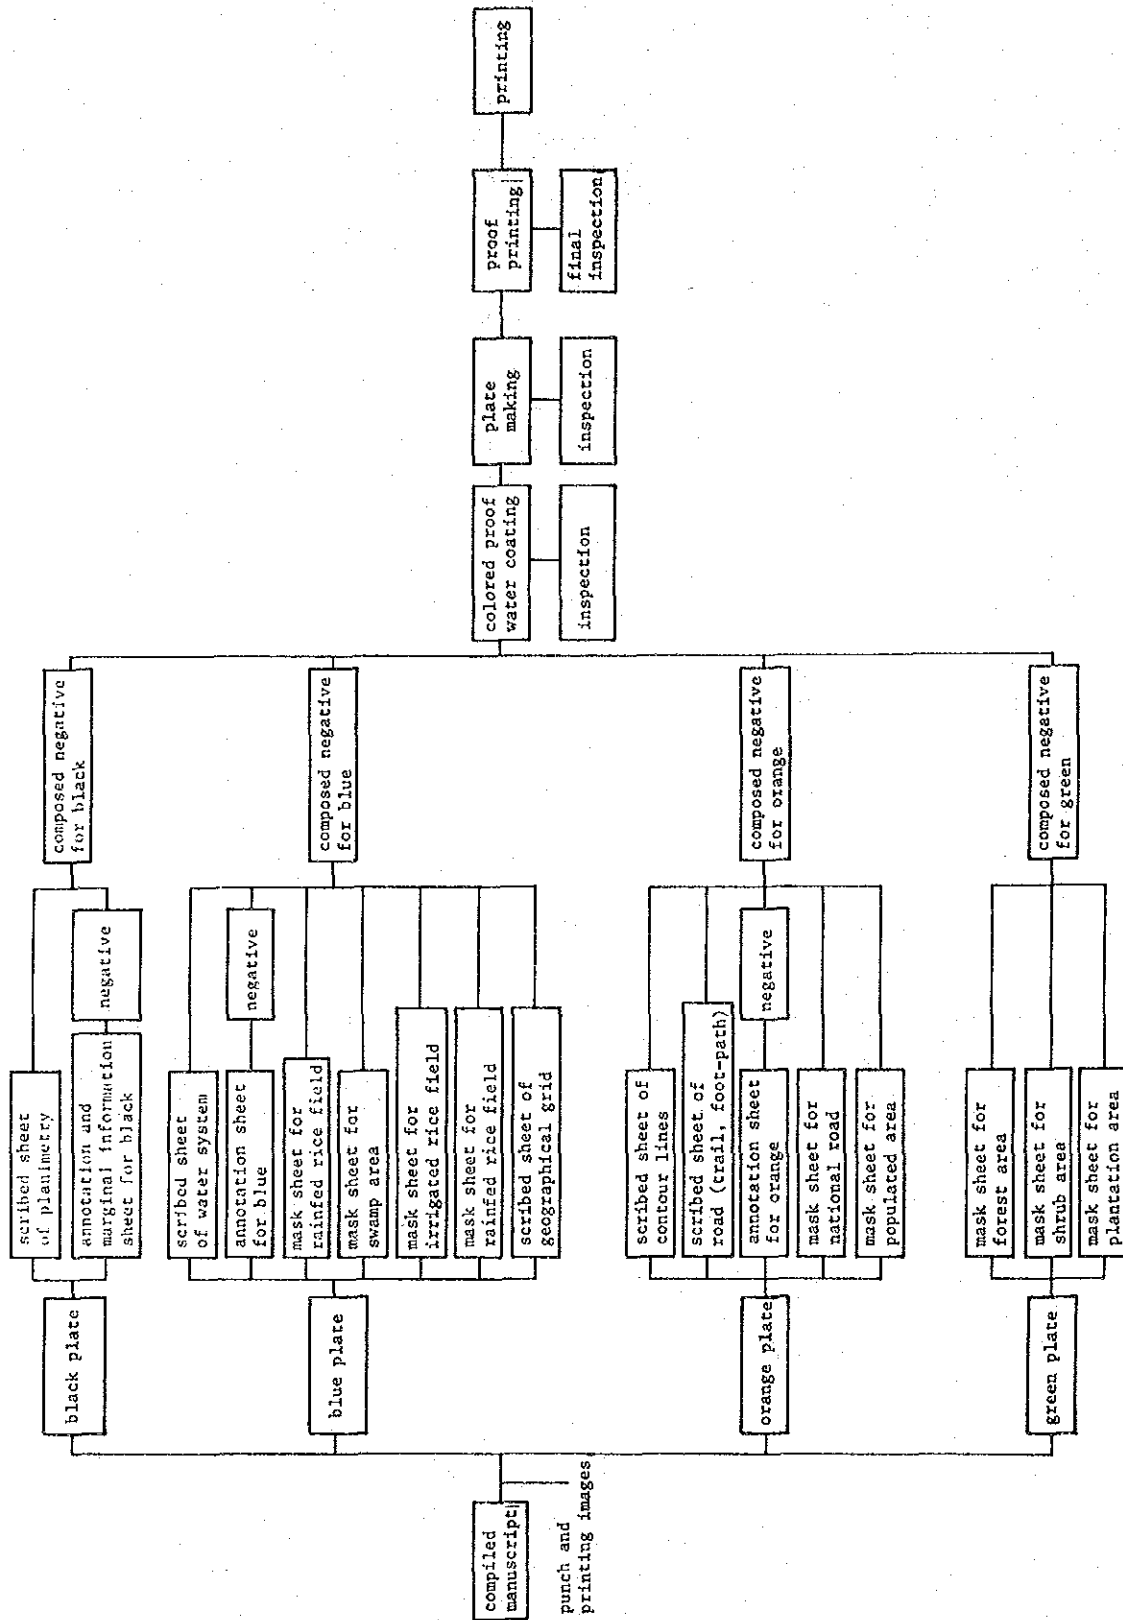 compiled
manuscript
punch and
printing images
black plate
scribed sheet
of planimetry
annotation and
marginal information
sheet for black
negative
composed negative
for black
blue plate
scribed sheet
of water system
annotation sheet
for blue
negative
mask sheet for
rainfed rice field
mask sheet for
swamp area
mask sheet for
irrigated rice field
mask sheet for
rainfed rice field
scribed sheet of
geographical grid
composed negative
for blue
orange plate
scribed sheet of
contour lines
scribed sheet of
road (trail, foot-path)
annotation sheet
for orange
negative
mask sheet for
national road
mask sheet for
populated area
composed negative
for orange
green plate
mask sheet for
forest area
mask sheet for
shrub area
mask sheet for
plantation area
composed negative
for green
colored proof
water coating
inspection
plate
making
inspection
proof
printing
final
inspection
printing